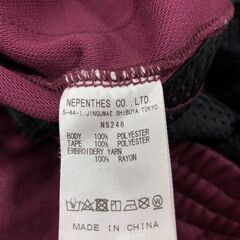 NEPENTHES CO., LTD.
5-44-1, JINGUMAE SHIBUYA, TOKYO
NS246
BODY 100% POLYESTER
TAPE 100% POLYESTER
EMBROIDERY YARN
100% RAYON
MADE IN CHINA